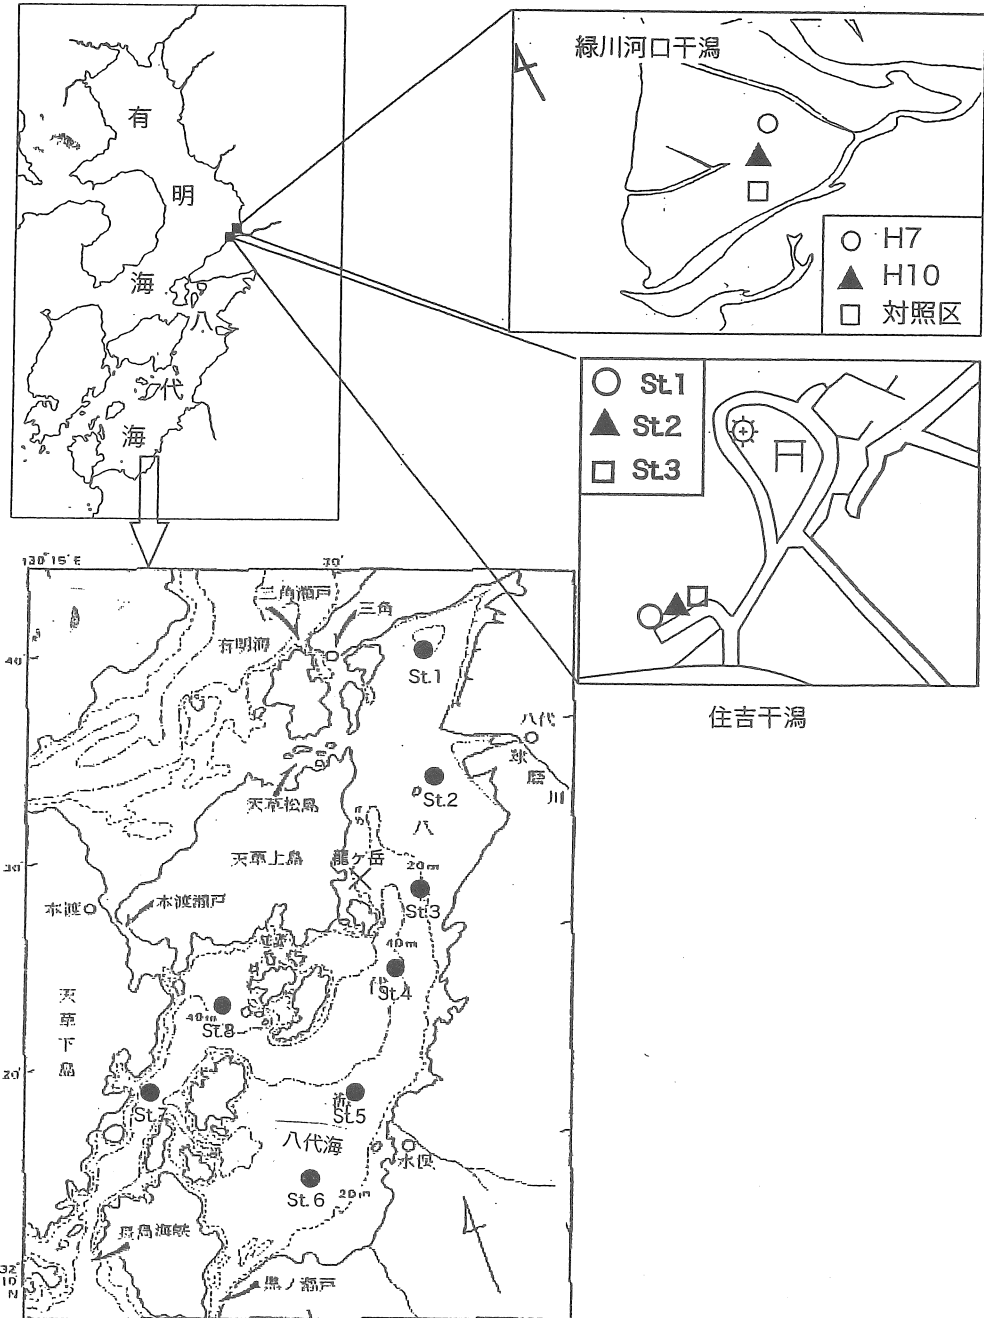 有
明
海
八
代
海
緑川河口干潟
H7
H10
対照区
St.1
St.2
St.3
住吉干潟
130°15'E
30'
三角瀬戸
三角
有明海
40'
St.1
八代
球
磨
川
St.2
天草松島
八
天草上島
龍ヶ岳
20m
30'
St.3
本渡
本渡瀬戸
40m
代
St.4
天
草
下
島
40m
St.8
20'
St.7
St.5
八代海
水俣
St.6
20m
長島海峡
32°
10'
N
黒ノ瀬戸